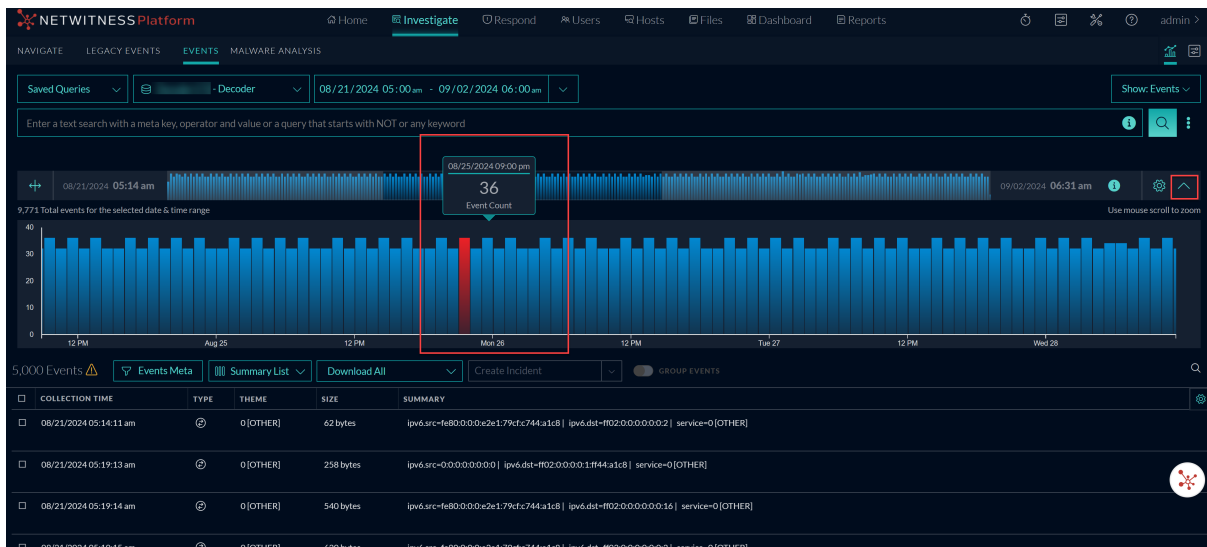 NETWITNESS Platform Home Investigate Respond Users Hosts Files Dashboard Reports admin >
NAVIGATE LEGACY EVENTS EVENTS MALWARE ANALYSIS
Saved Queries - Decoder 08/21/2024 05:00 am - 09/02/2024 06:00 am Show: Events
Enter a text search with a meta key, operator and value or a query that starts with NOT or any keyword
08/25/2024 09:00 pm
36
Event Count
08/21/2024 05:14 am 09/02/2024 06:31 am
9,771 Total events for the selected date & time range Use mouse scroll to zoom
40
30
20
10
0
12 PM Aug 25 12 PM Mon 26 12 PM Tue 27 12 PM Wed 28
5,000 Events Events Meta Summary List Download All Create Incident GROUP EVENTS
COLLECTION TIME TYPE THEME SIZE SUMMARY
08/21/2024 05:14:11 am 0 [OTHER] 62 bytes ipv6.src=fe80:0:0:0:e2e1:79cf:c744:a1c8 | ipv6.dst=ff02:0:0:0:0:0:0:2 | service=0 [OTHER]
08/21/2024 05:19:13 am 0 [OTHER] 258 bytes ipv6.src=0:0:0:0:0:0:0:0 | ipv6.dst=ff02:0:0:0:0:1:ff44:a1c8 | service=0 [OTHER]
08/21/2024 05:19:14 am 0 [OTHER] 540 bytes ipv6.src=fe80:0:0:0:e2e1:79cf:c744:a1c8 | ipv6.dst=ff02:0:0:0:0:0:0:16 | service=0 [OTHER]